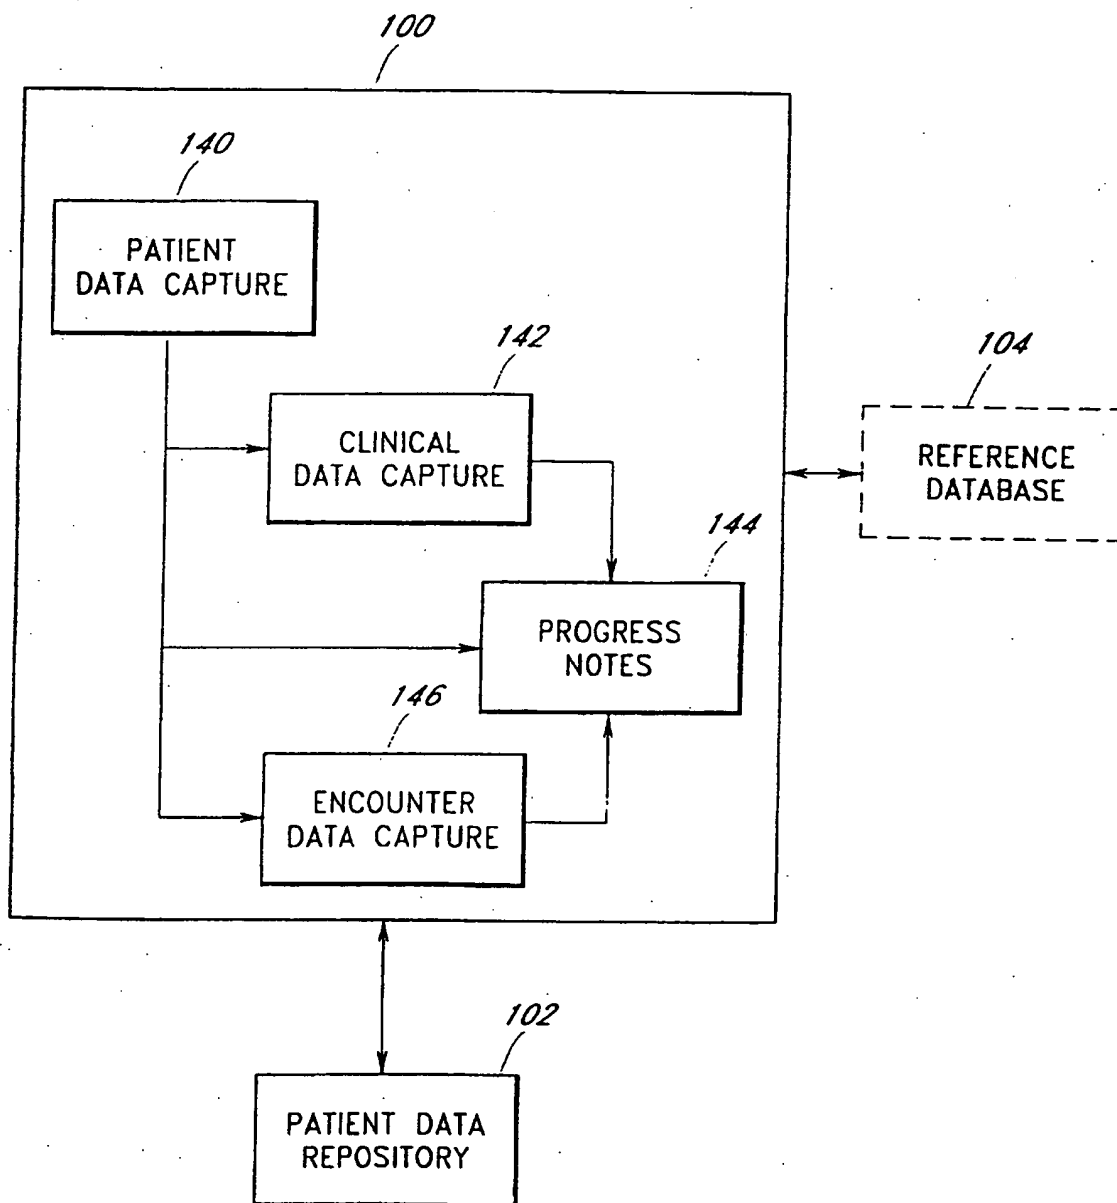 100
140
PATIENT
DATA CAPTURE
142
CLINICAL
DATA CAPTURE
104
REFERENCE
DATABASE
144
PROGRESS
NOTES
146
ENCOUNTER
DATA CAPTURE
102
PATIENT DATA
REPOSITORY